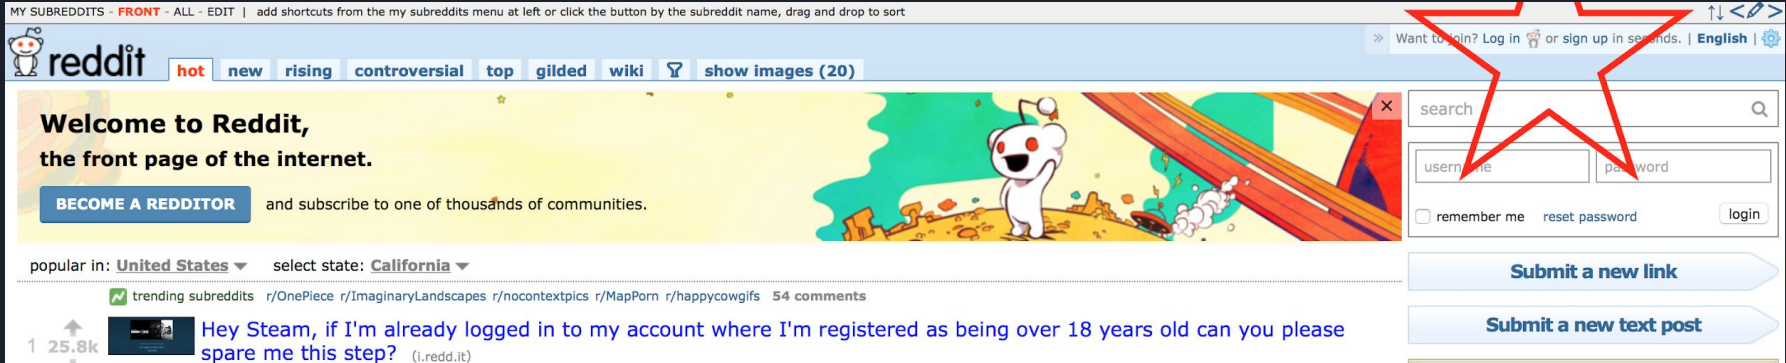 MY SUBREDDITS - FRONT - ALL - EDIT | add shortcuts from the my subreddits menu at left or click the button by the subreddit name, drag and drop to sort
reddit hot new rising controversial top gilded wiki show images (20)
Want to join? Log in or sign up in seconds. | English |
Welcome to Reddit,
the front page of the internet.
BECOME A REDDITOR and subscribe to one of thousands of communities.
search
username password
remember me reset password login
Submit a new link
Submit a new text post
popular in: United States select state: California
trending subreddits r/OnePiece r/ImaginaryLandscapes r/nocontextpics r/MapPorn r/happycowgifs 54 comments
1 25.8k
Hey Steam, if I'm already logged in to my account where I'm registered as being over 18 years old can you please
spare me this step? (i.redd.it)